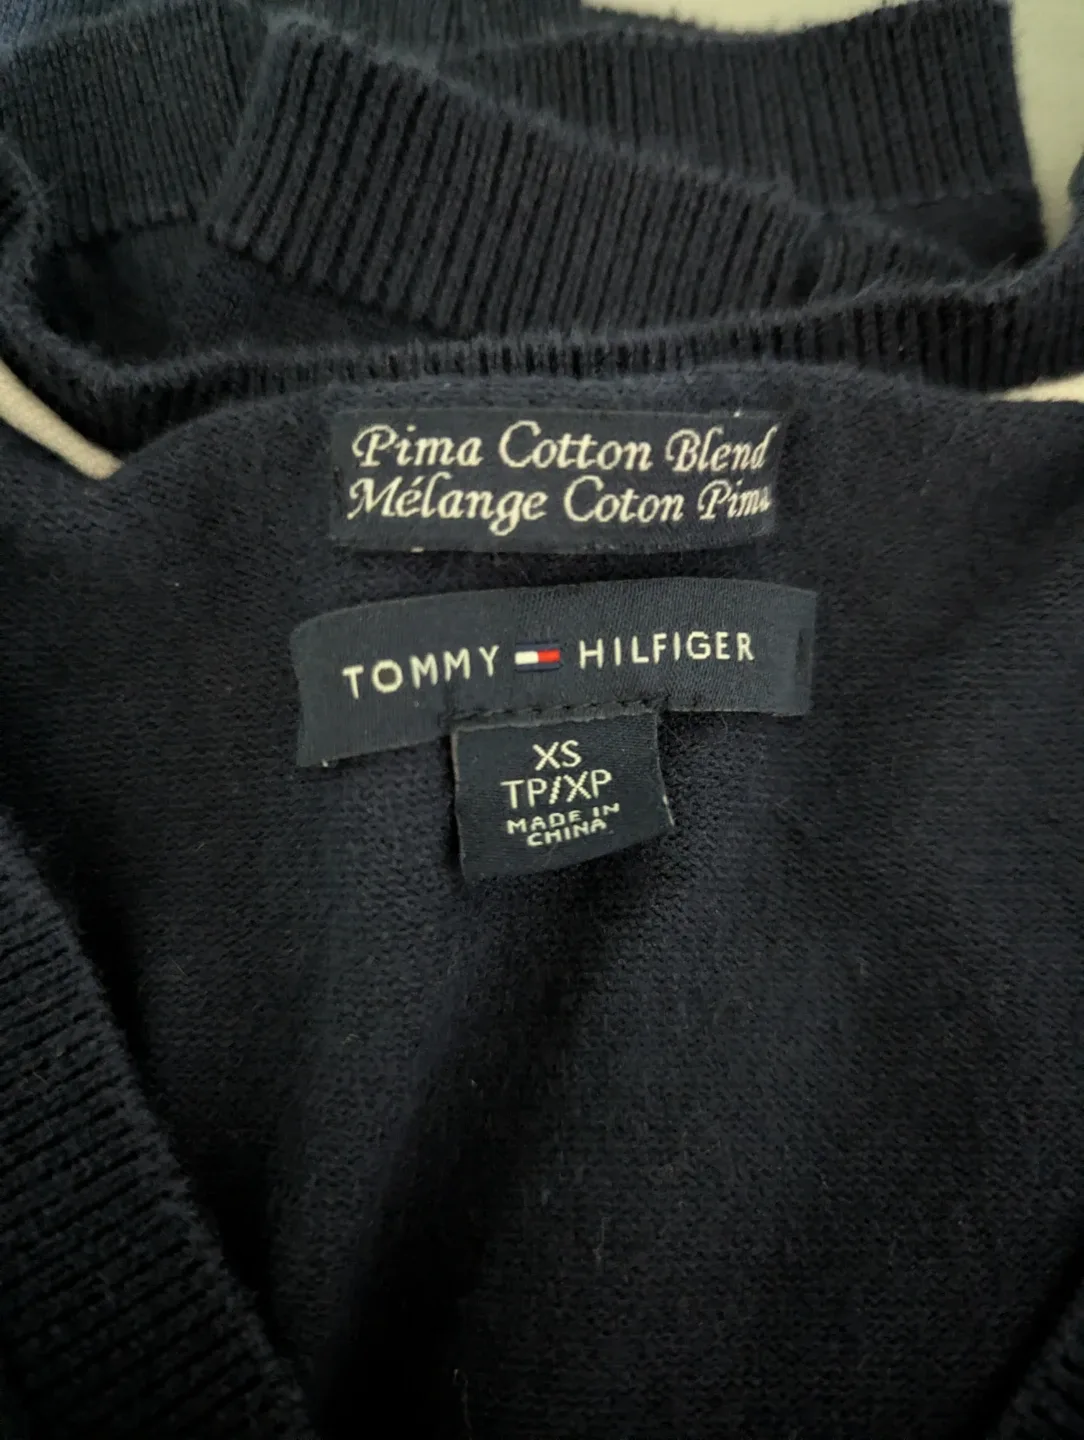 Pima Cotton Blend
Mélange Coton Pima
TOMMY HILFIGER
XS
TP/XP
MADE IN
CHINA